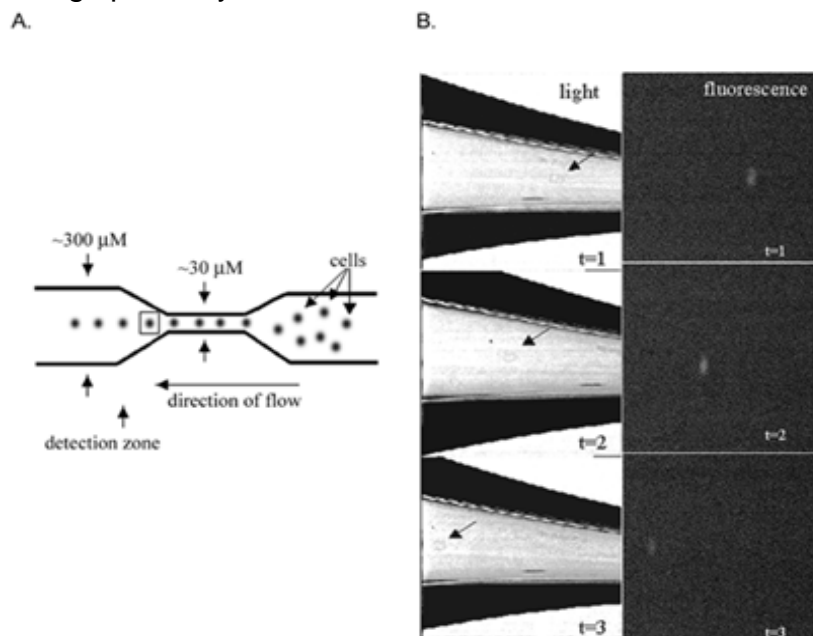 A.
B.
light
fluorescence
t=1
t=1
~300 µM
~30 µM
cells
direction of flow
detection zone
t=2
t=2
t=3
t=3